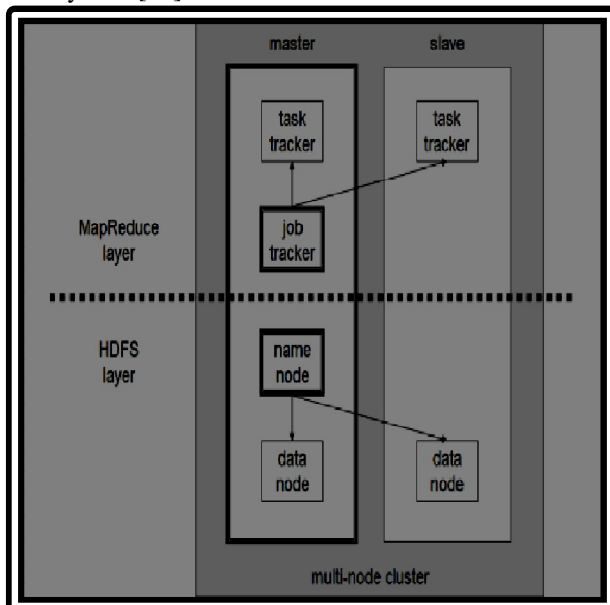 master slave
task
tracker
task
tracker
MapReduce
layer
job
tracker
HDFS
layer
name
node
data
node
data
node
multi-node cluster